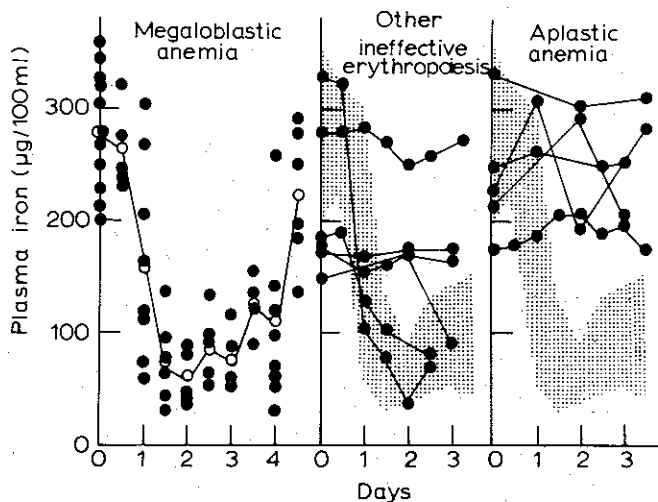 Megaloblastic
anemia
Other
ineffective
erythropoesis
Aplastic
anemia
Plasma iron (µg/100ml)
300
200
100
0
0 1 2 3 4
0 1 2 3
0 1 2 3
Days